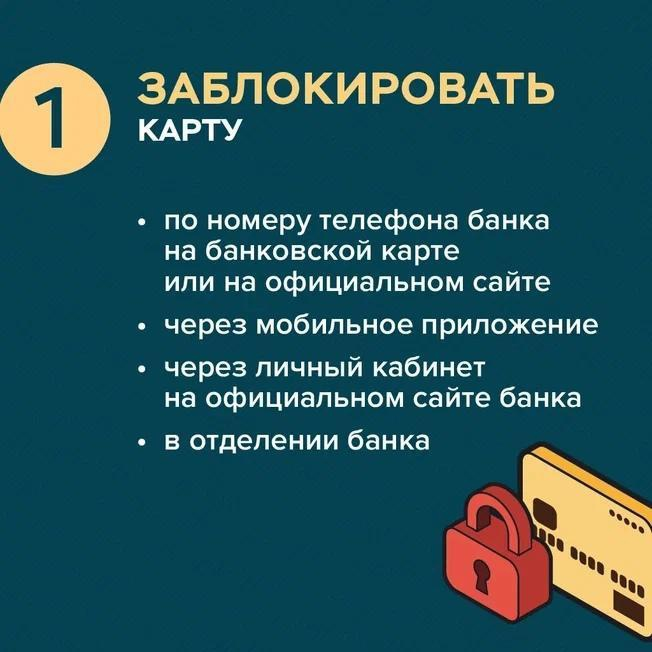 1
ЗАБЛОКИРОВАТЬ
КАРТУ
• по номеру телефона банка
на банковской карте
или на официальном сайте
• через мобильное приложение
• через личный кабинет
на официальном сайте банка
• в отделении банка